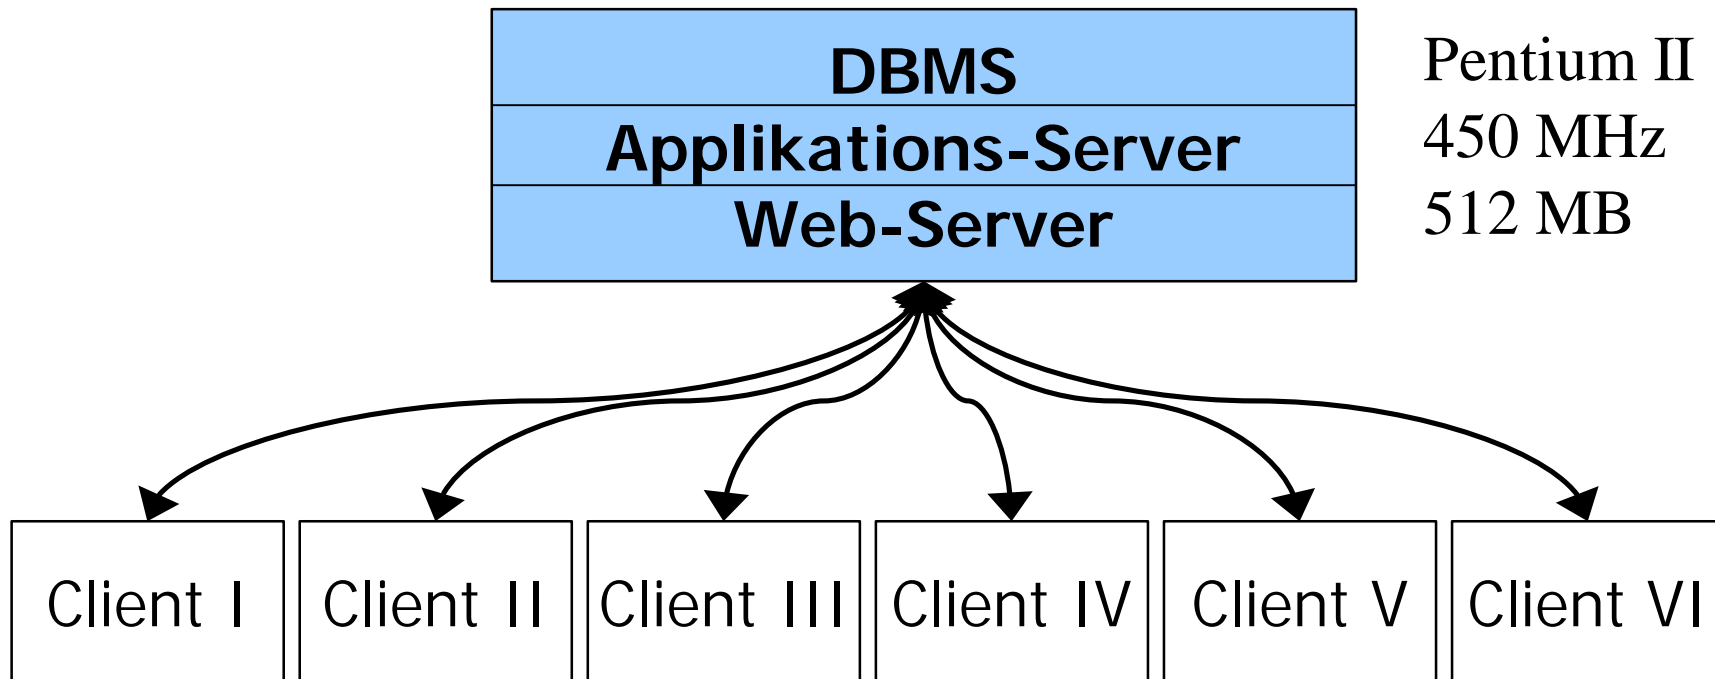 DBMS
Applikations-Server
Web-Server
Pentium II
450 MHz
512 MB
Client I
Client II
Client III
Client IV
Client V
Client VI